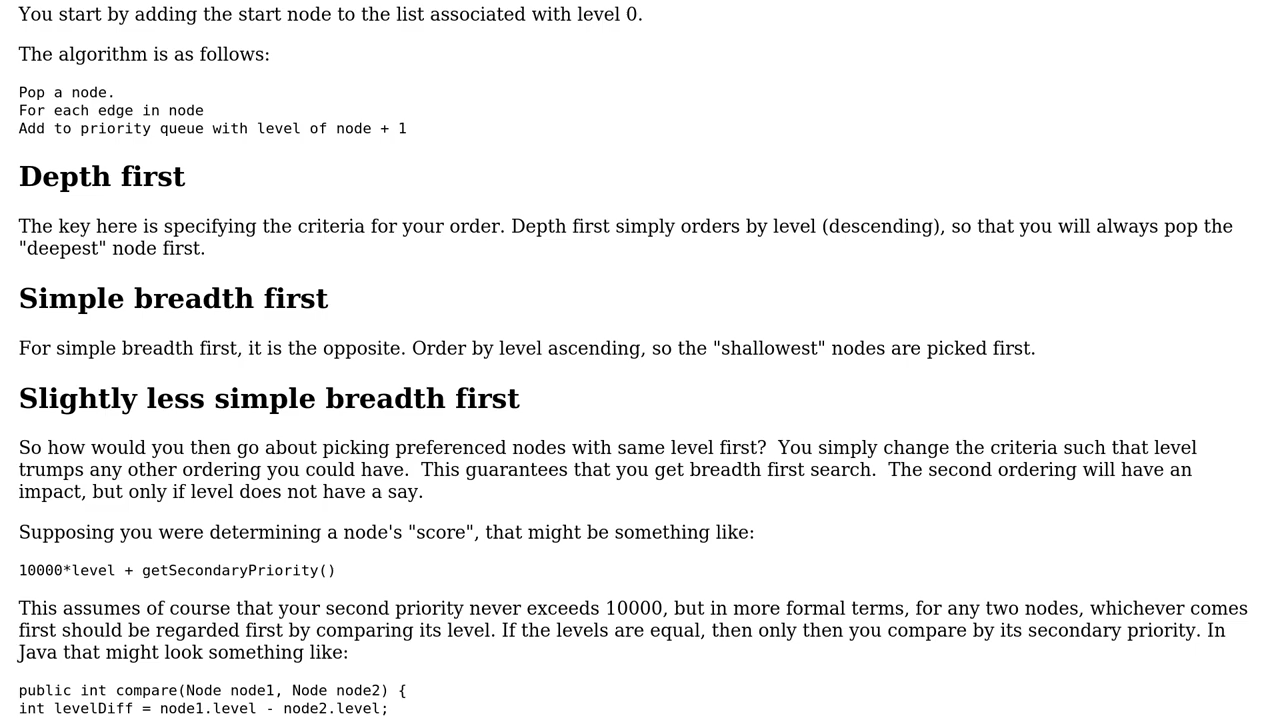 You start by adding the start node to the list associated with level 0.
The algorithm is as follows:
Pop a node.
For each edge in node
Add to priority queue with level of node + 1
Depth first
The key here is specifying the criteria for your order. Depth first simply orders by level (descending), so that you will always pop the
"deepest" node first.
Simple breadth first
For simple breadth first, it is the opposite. Order by level ascending, so the "shallowest" nodes are picked first.
Slightly less simple breadth first
So how would you then go about picking preferenced nodes with same level first?  You simply change the criteria such that level
trumps any other ordering you could have.  This guarantees that you get breadth first search.  The second ordering will have an
impact, but only if level does not have a say.
Supposing you were determining a node's "score", that might be something like:
10000*level + getSecondaryPriority()
This assumes of course that your second priority never exceeds 10000, but in more formal terms, for any two nodes, whichever comes
first should be regarded first by comparing its level. If the levels are equal, then only then you compare by its secondary priority. In
Java that might look something like:
public int compare(Node node1, Node node2) {
int levelDiff = node1.level - node2.level;